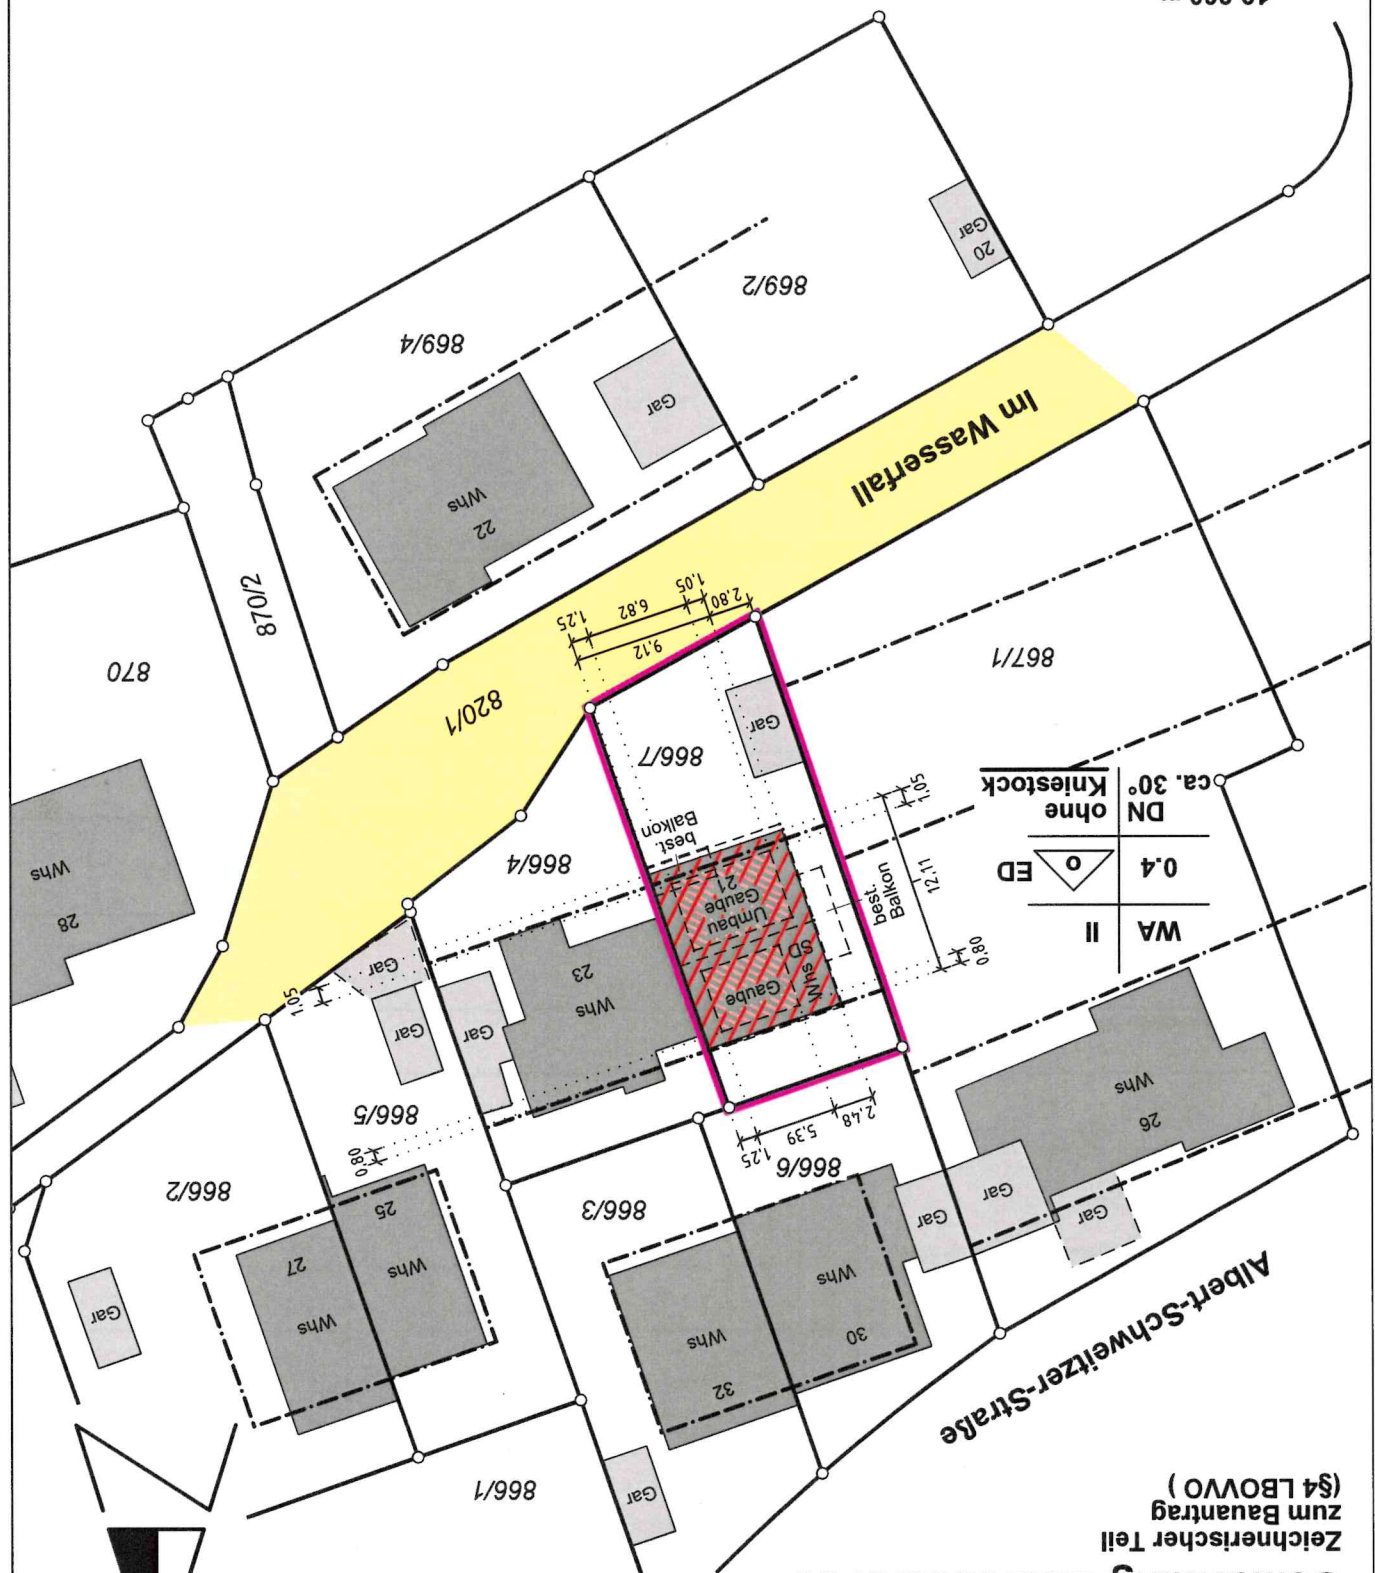 Zeichnerischer Teil
zum Bauantrag
(§4 LBOVVO )
Albert-Schweitzer-Straße
866/1
Gar
32
Whs
30
Whs
27
Whs
25
Whs
Gar
Gar
Gar
Gar
26
Whs
866/2
866/3
866/6
866/5
0.80
1.25
5.39
2.48
WA
II
0.4
o
ED
DN
ca. 30°
ohne
Kniestock
0.80
12.11
1.05
best.
Balkon
Whs
SD
Gaube
Umbau
Gaube
21
best
Balkon
23
Whs
Gar
Gar
Gar
1.05
28
Whs
866/4
866/7
Gar
867/1
820/1
870
870/2
9.12
2.80
1.25
6.82
1.05
Im Wasserfall
22
Whs
Gar
869/4
869/2
20
Gar